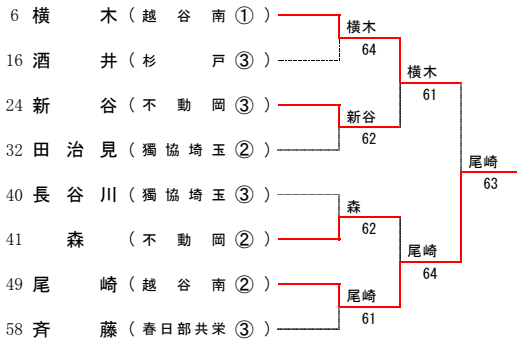 6 横木 (越谷南 ①)
16 酒井 (杉戸 ③)
24 新谷 (不動岡 ③)
32 田治見 (獨協埼玉 ②)
40 長谷川 (獨協埼玉 ③)
41 森 (不動岡 ②)
49 尾崎 (越谷南 ②)
58 斉藤 (春日部共栄 ③)
横木
64
新谷
62
森
62
尾崎
61
横木
61
尾崎
64
尾崎
63